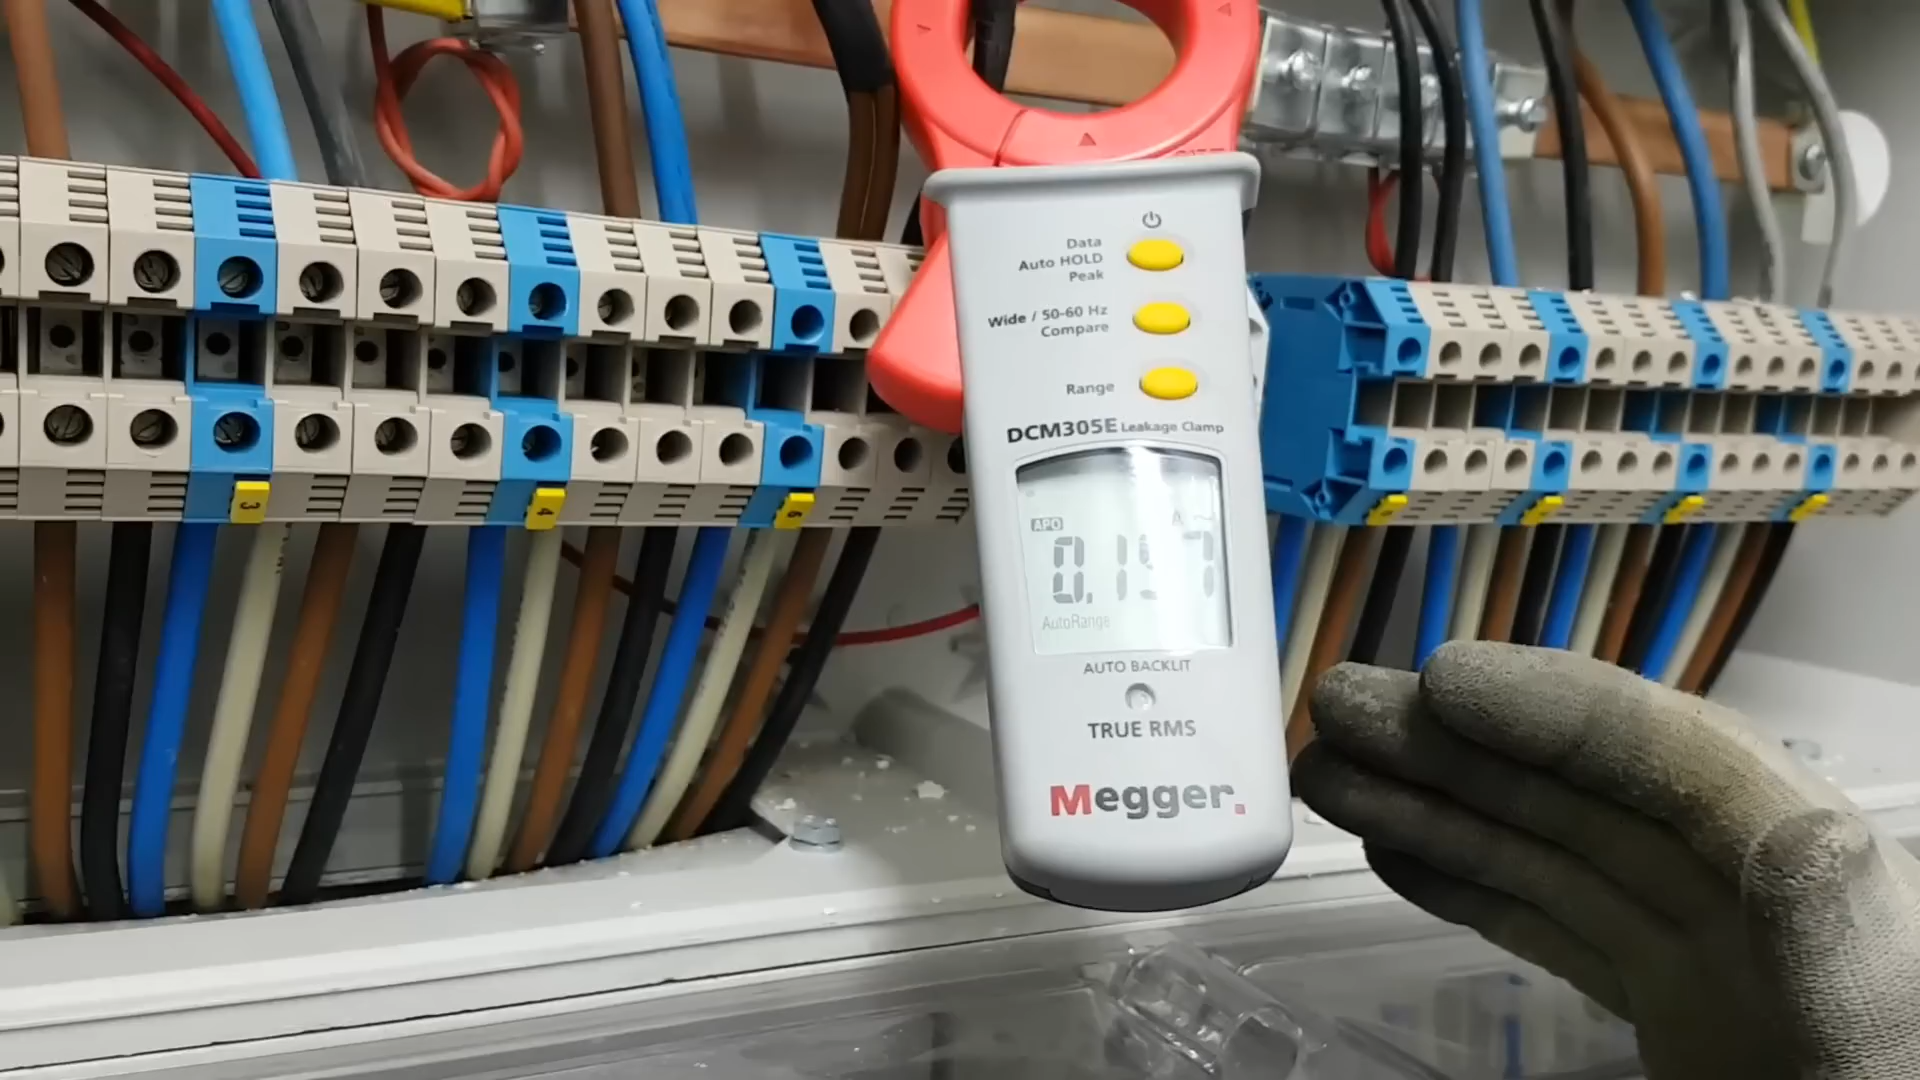 Data
Auto HOLD
Peak
Wide / 50-60 Hz
Compare
Range
DCM305E Leakage Clamp
APO
A
0.197
AutoRange
AUTO BACKLIT
TRUE RMS
Megger.
3
4
6